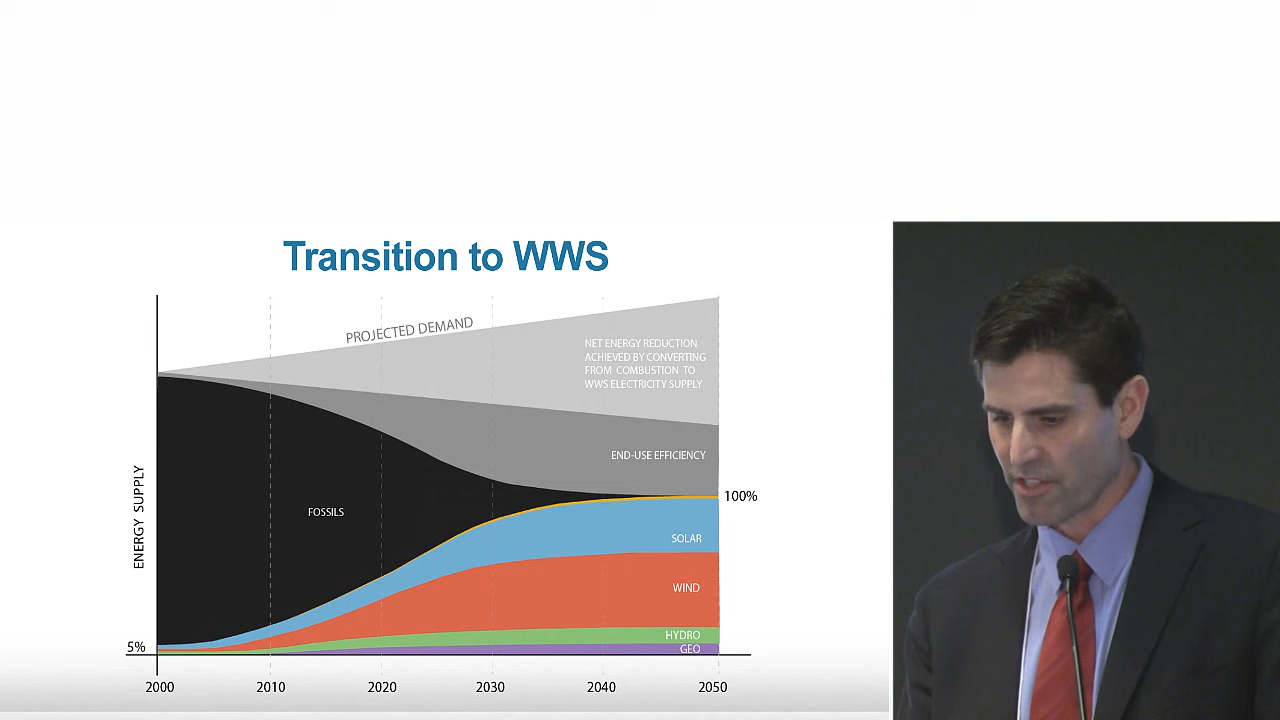 Transition to WWS
PROJECTED DEMAND
NET ENERGY REDUCTION
ACHIEVED BY CONVERTING
FROM COMBUSTION TO
WWS ELECTRICITY SUPPLY
END-USE EFFICIENCY
100%
ENERGY SUPPLY
FOSSILS
SOLAR
WIND
HYDRO
GEO
5%
2000 2010 2020 2030 2040 2050